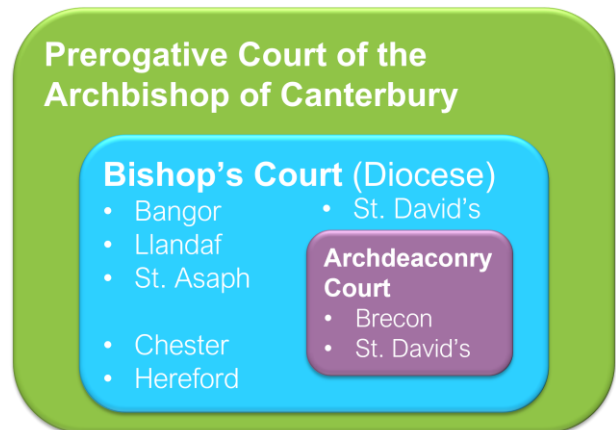 Prerogative Court of the
Archbishop of Canterbury
Bishop's Court (Diocese)
• Bangor
• Llandaf
• St. Asaph
• Chester
• Hereford
• St. David's
Archdeaconry
Court
• Brecon
• St. David's